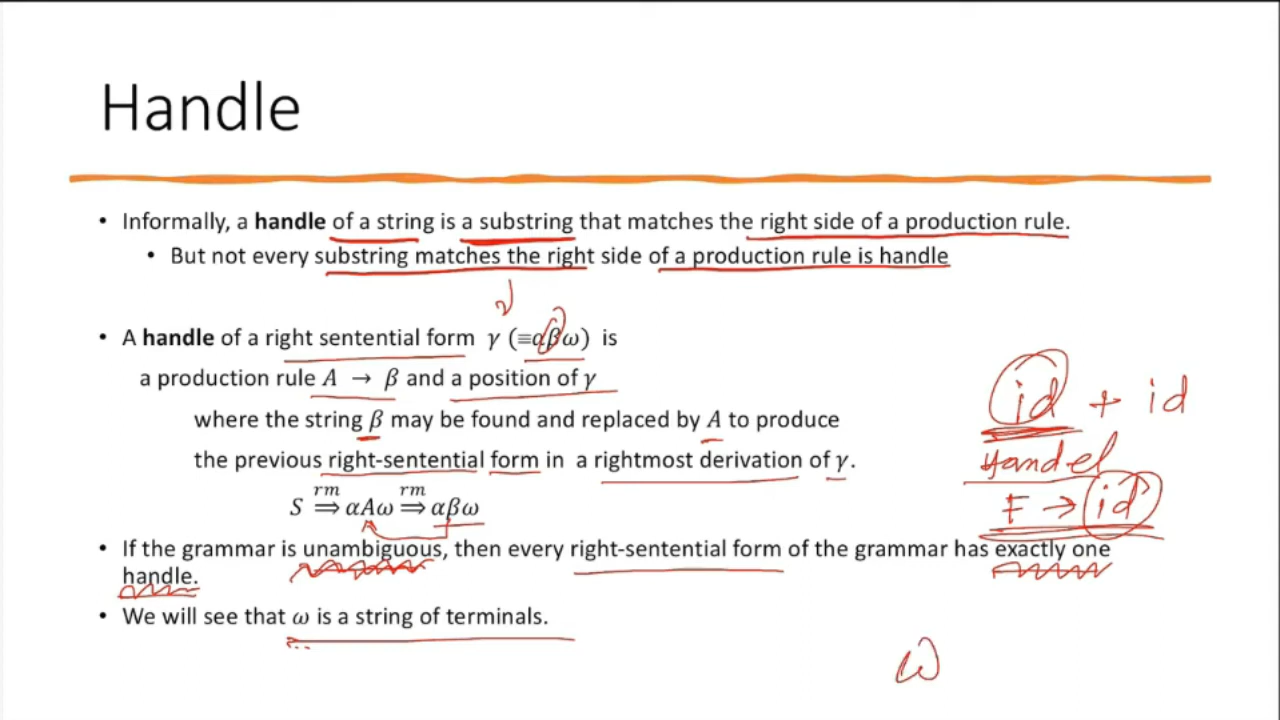 Handle
• Informally, a handle of a string is a substring that matches the right side of a production rule.
• But not every substring matches the right side of a production rule is handle
• A handle of a right sentential form γ (≡αβω) is
a production rule A → β and a position of γ
where the string β may be found and replaced by A to produce
the previous right-sentential form in a rightmost derivation of γ.
rm rm
S ⇒ αAω ⇒ αβω
• If the grammar is unambiguous, then every right-sentential form of the grammar has exactly one
handle.
• We will see that ω is a string of terminals.
id + id
Handel
F → id
ω